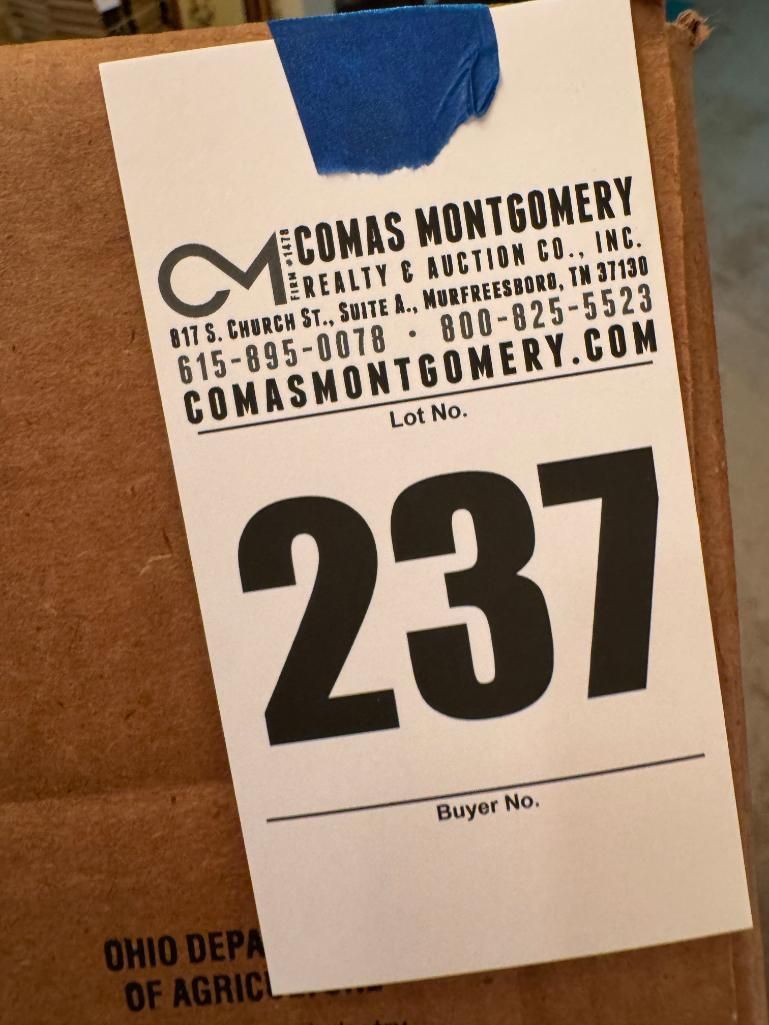 CM FIRM #1478
COMAS MONTGOMERY
REALTY & AUCTION CO., INC.
817 S. CHURCH ST., SUITE A., MURFREESBORO, TN 37130
615-895-0078 · 800-825-5523
COMASMONTGOMERY.COM
Lot No.
237
Buyer No.
OHIO DEPA
OF AGRIC